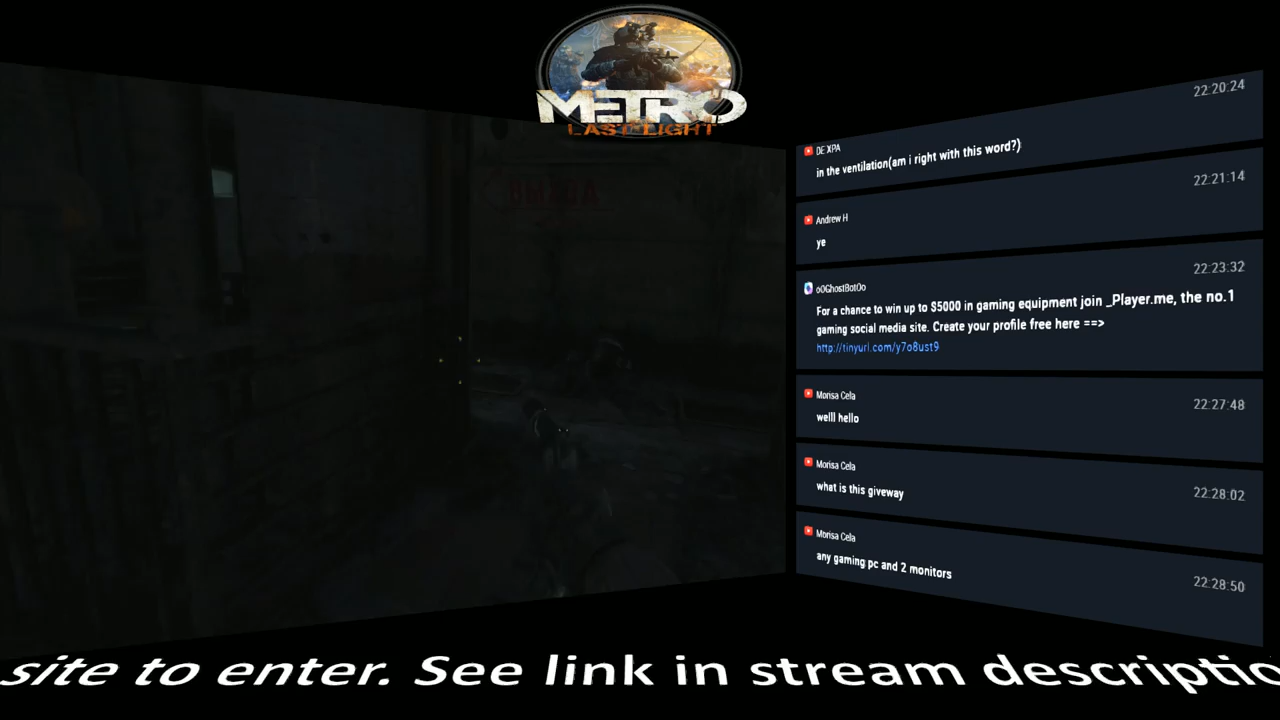 METRO
LAST LIGHT
22:20:24
DE XPA
in the ventilation(am i right with this word?)
22:21:14
Andrew H
ye
22:23:32
oOGhostBotOo
For a chance to win up to $5000 in gaming equipment join _Player.me, the no.1
gaming social media site. Create your profile free here ==>
http://tinyurl.com/y7o8ust9
Morisa Cela
22:27:48
welll hello
Morisa Cela
22:28:02
what is this giveway
Morisa Cela
22:28:50
any gaming pc and 2 monitors
site to enter. See link in stream descriptio